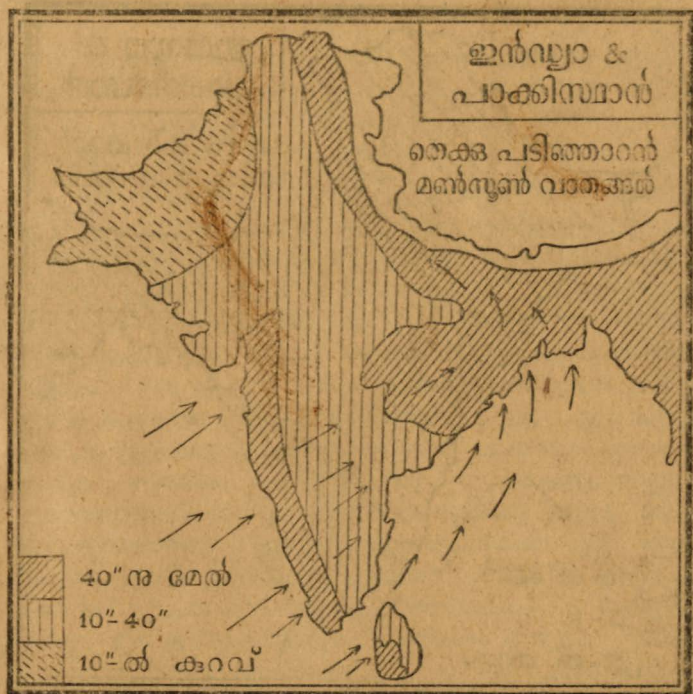 ഇൻഡ്യാ &
പാക്കിസ്ഥാൻ
തെക്കു പടിഞ്ഞാറൻ
മൺസൂൺ വാതങ്ങൾ
40" നു മേൽ
10"-40"
10"-ൽ കുറവ്